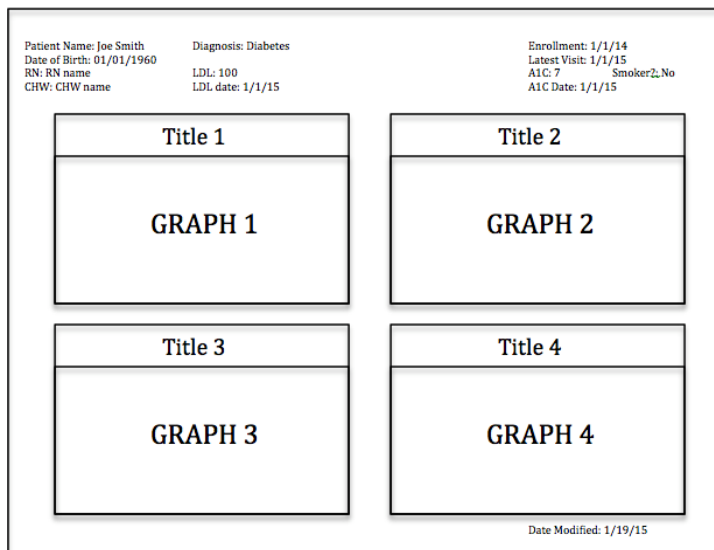 Patient Name: Joe Smith
Date of Birth: 01/01/1960
RN: RN name
CHW: CHW name
Diagnosis: Diabetes
LDL: 100
LDL date: 1/1/15
Enrollment: 1/1/14
Latest Visit: 1/1/15
A1C: 7 Smoker?: No
A1C Date: 1/1/15
Title 1
GRAPH 1
Title 2
GRAPH 2
Title 3
GRAPH 3
Title 4
GRAPH 4
Date Modified: 1/19/15